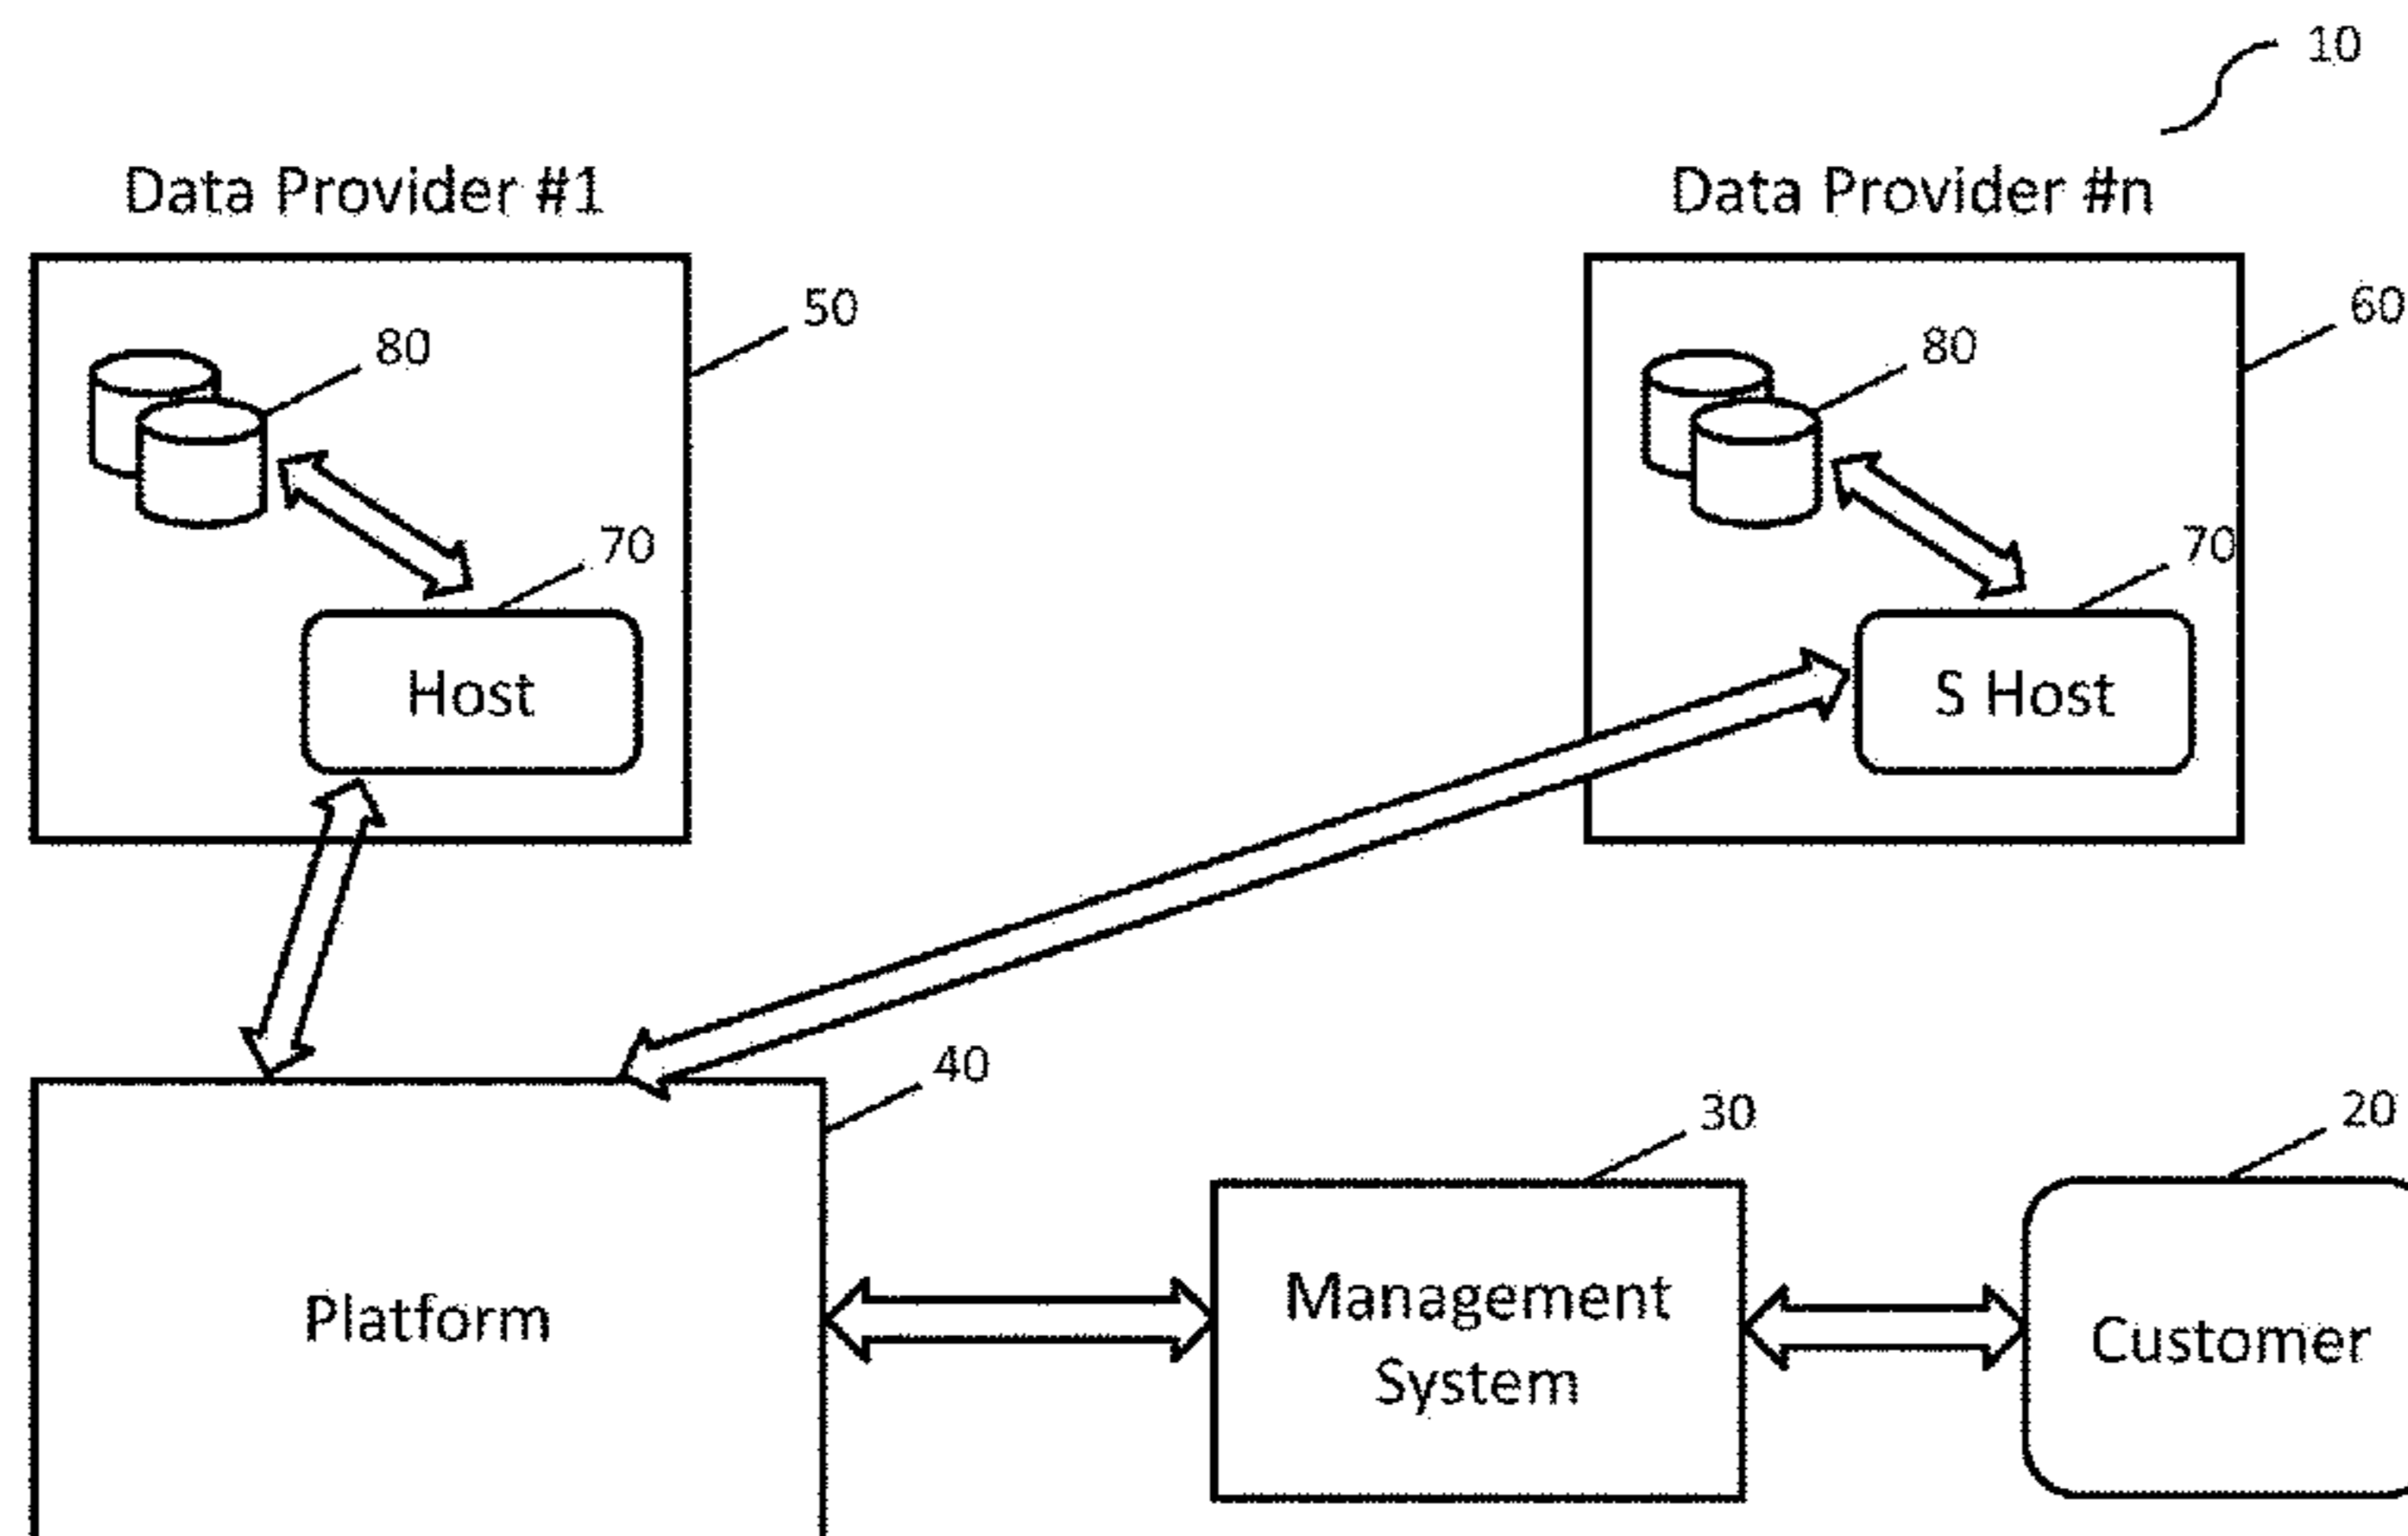 10
Data Provider #1
Data Provider #n
50
60
80
80
70
70
Host
S Host
40
30
20
Platform
Management
System
Customer